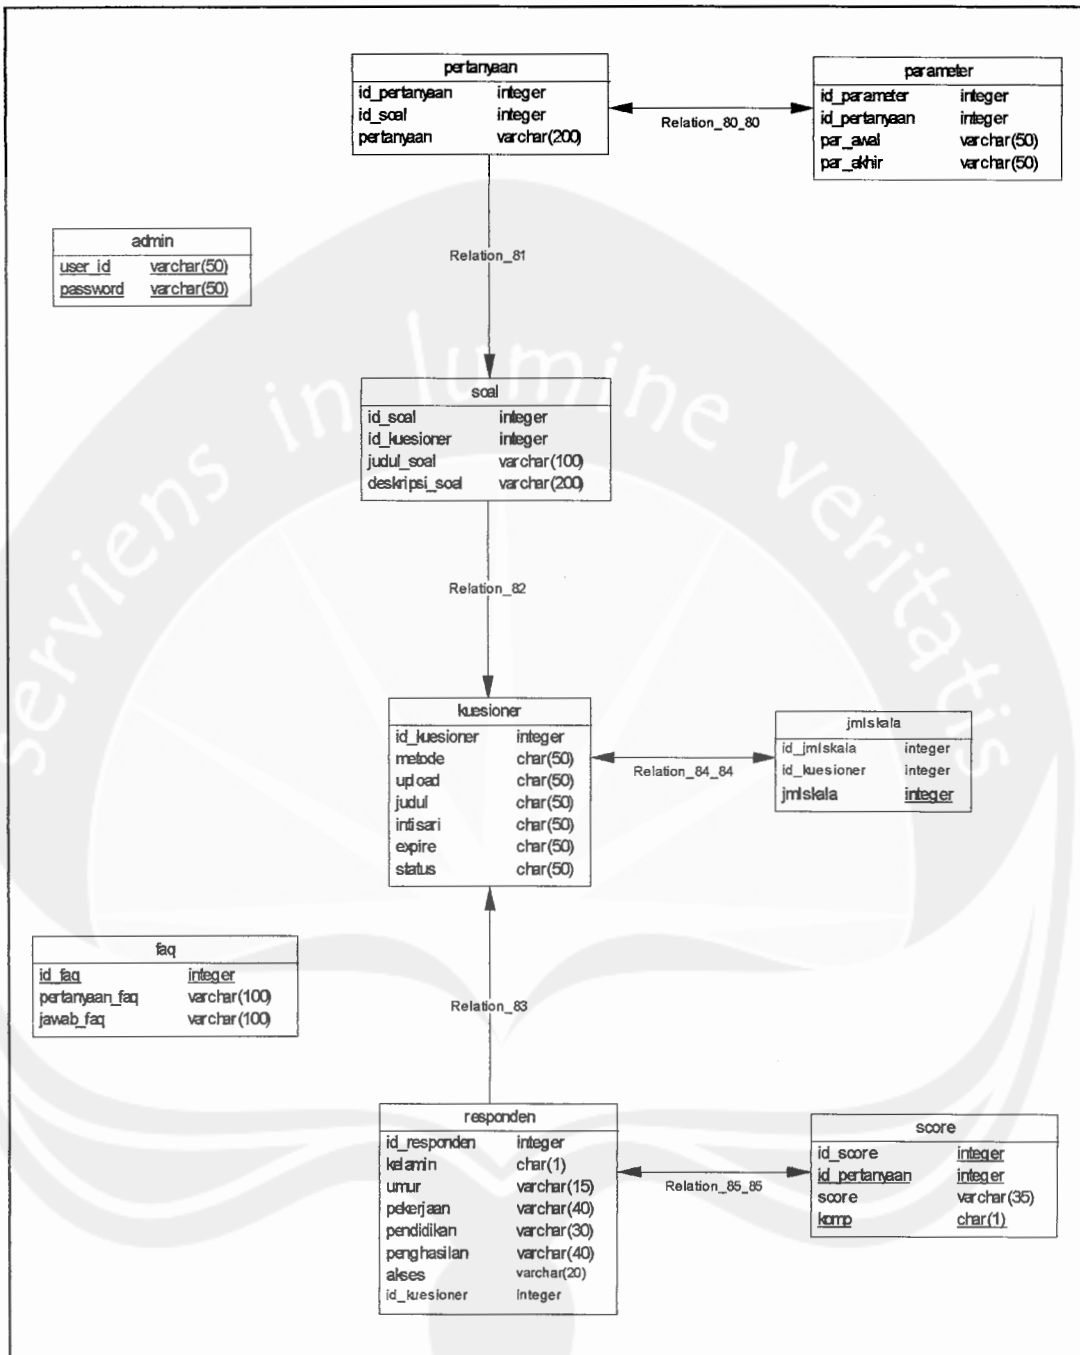 pertanyaan
id_pertanyaan integer
id_soal integer
pertanyaan varchar(200)
Relation_80_80
parameter
id_parameter integer
id_pertanyaan integer
par_awal varchar(50)
par_akhir varchar(50)
Relation_81
admin
user_id varchar(50)
password varchar(50)
soal
id_soal integer
id_kuesioner integer
judul_soal varchar(100)
deskripsi_soal varchar(200)
Relation_82
kuesioner
id_kuesioner integer
metode char(50)
upload char(50)
judul char(50)
intisari char(50)
expire char(50)
status char(50)
Relation_84_84
jmlskala
id_jmlskala integer
id_kuesioner integer
jmlskala integer
faq
id_faq integer
pertanyaan_faq varchar(100)
jawab_faq varchar(100)
Relation_83
responden
id_responden integer
kelamin char(1)
umur varchar(15)
pekerjaan varchar(40)
pendidikan varchar(30)
penghasilan varchar(40)
akses varchar(20)
id_kuesioner integer
Relation_85_85
score
id_score integer
id_pertanyaan integer
score varchar(35)
komp char(1)
serviens in lumine veritatis